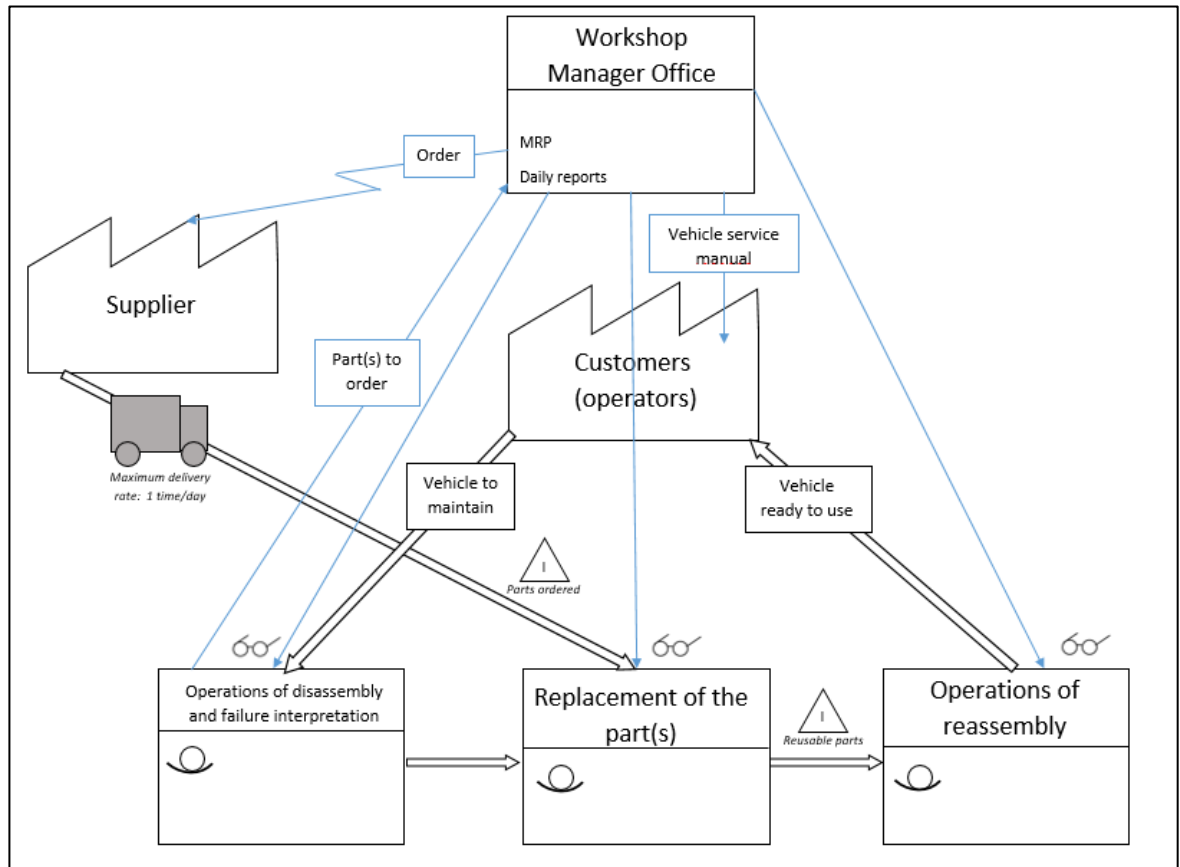 Workshop
Manager Office
MRP
Daily reports
Order
Vehicle service
manual
Supplier
Customers
(operators)
Part(s) to
order
Maximum delivery
rate: 1 time/day
Vehicle to
maintain
Vehicle
ready to use
I
Parts ordered
Operations of disassembly
and failure interpretation
Replacement of the
part(s)
I
Reusable parts
Operations of
reassembly